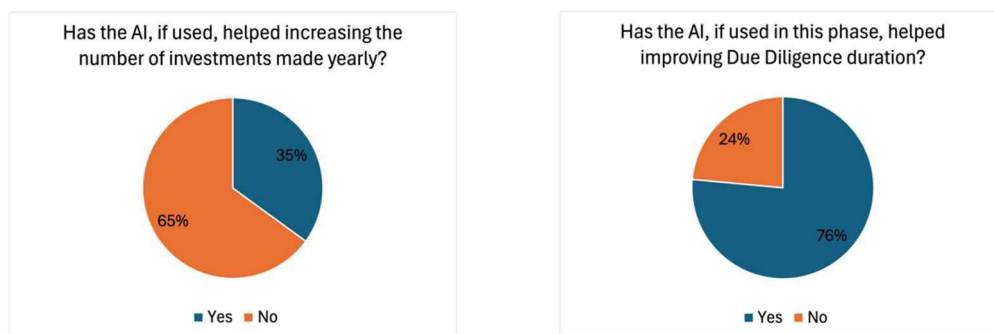 Has the AI, if used, helped increasing the
number of investments made yearly?
35%
65%
Yes No
Has the AI, if used in this phase, helped
improving Due Diligence duration?
24%
76%
Yes No